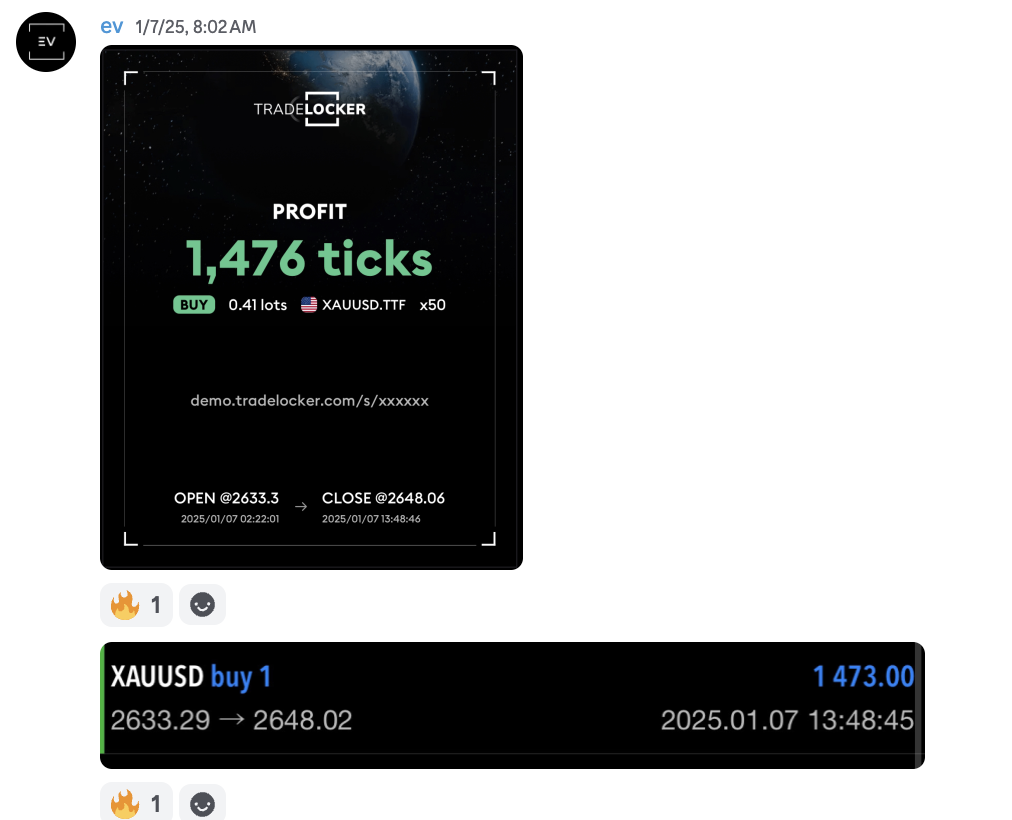 ev 1/7/25, 8:02 AM
EV
TRADELOCKER
PROFIT
1,476 ticks
BUY 0.41 lots XAUUSD.TTF x50
demo.tradelocker.com/s/xxxxxx
OPEN @2633.3 → CLOSE @2648.06
2025/01/07 02:22:01 2025/01/07 13:48:46
1
XAUUSD buy 1 1 473.00
2633.29 → 2648.02 2025.01.07 13:48:45
1